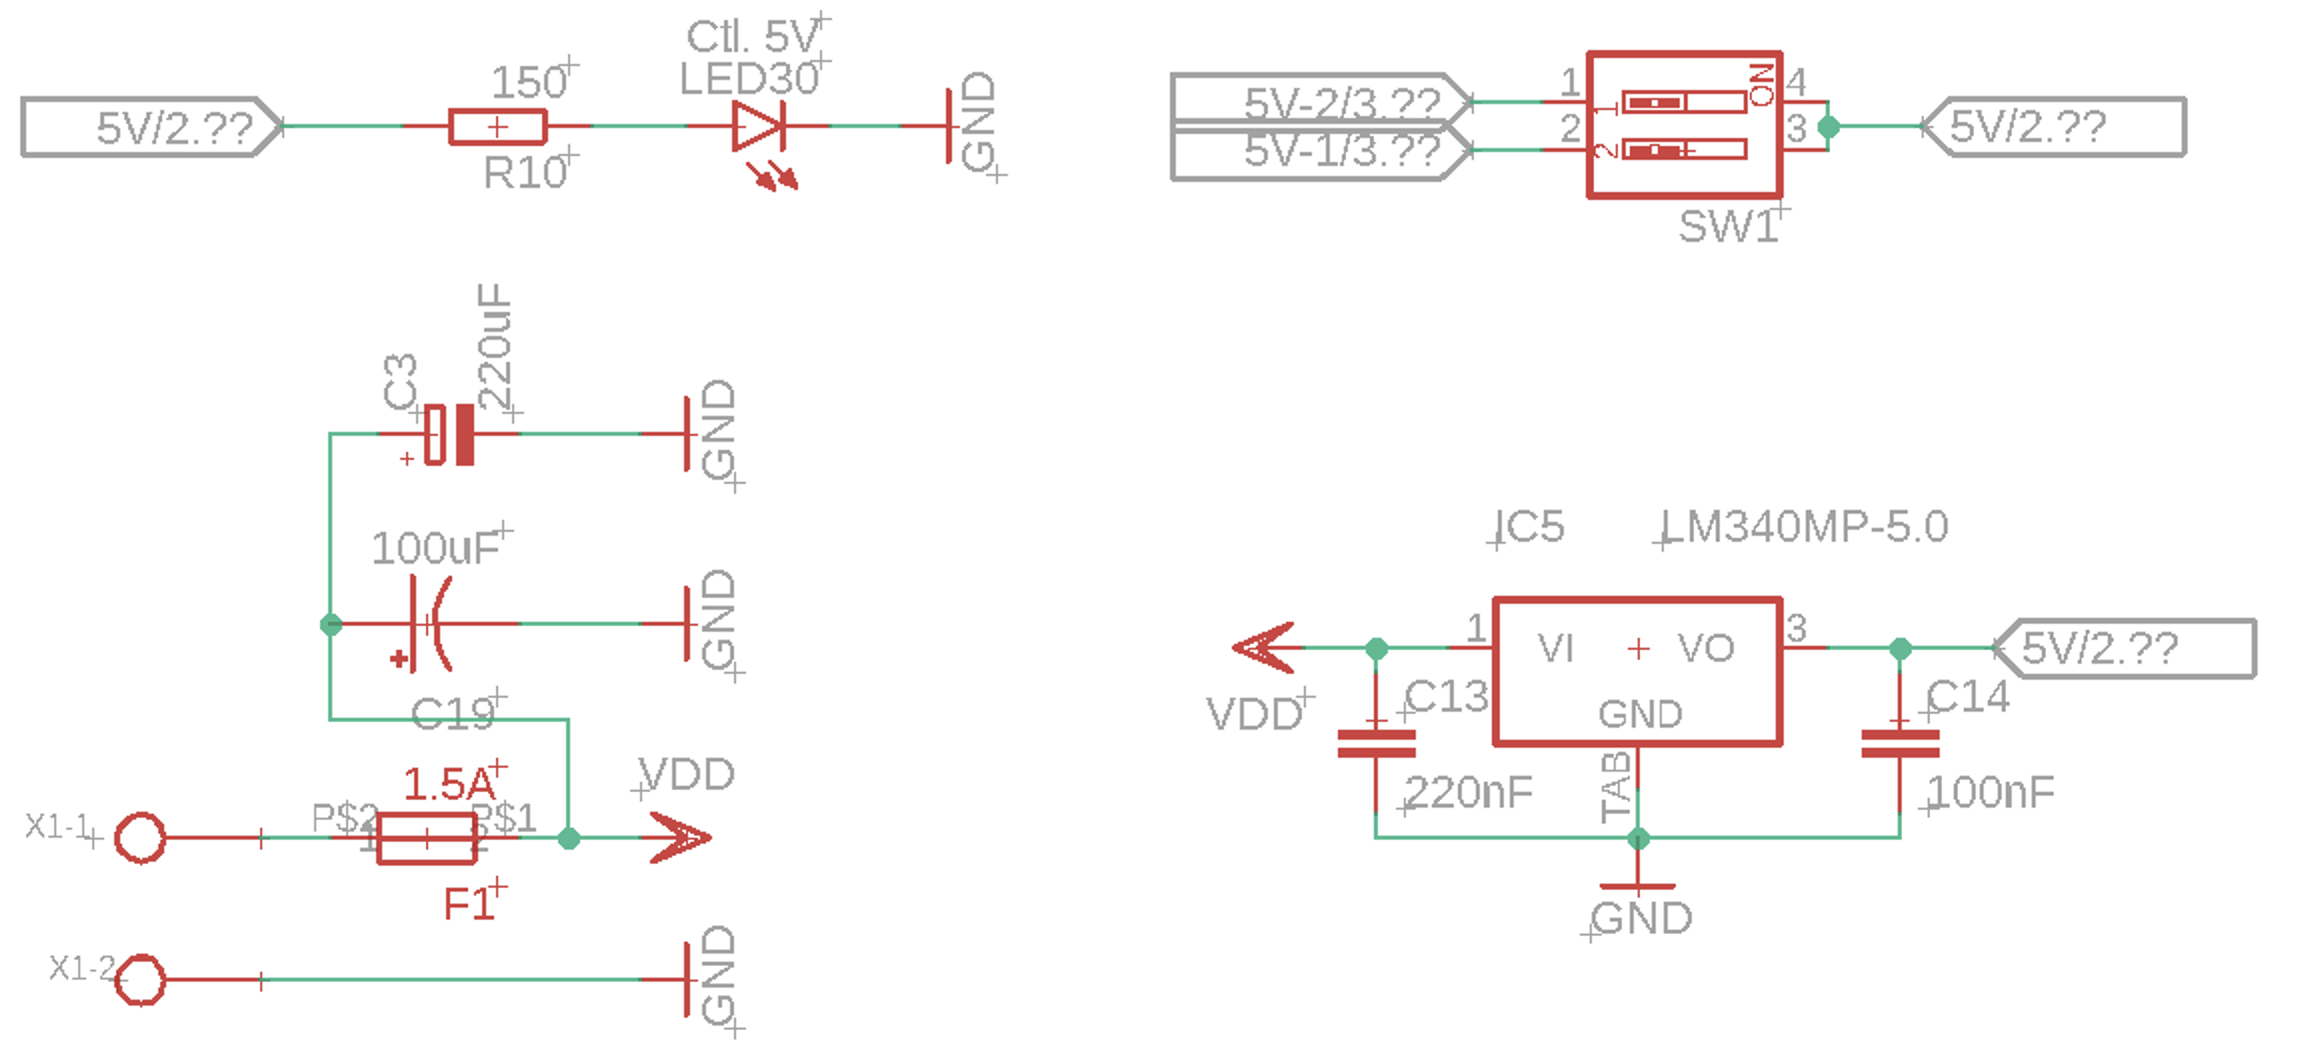 Ctl. 5V
LED30
150
5V/2.??
R10
GND
5V-2/3.??
5V-1/3.??
1
2
1
2
ON
4
3
5V/2.??
SW1
C3
220uF
GND
100uF
GND
C19
1.5A
VDD
X1-1
P$2
P$1
1
2
F1
X1-2
GND
IC5
LM340MP-5.0
1
VI
VO
3
5V/2.??
VDD
C13
GND
C14
220nF
TAB
100nF
GND